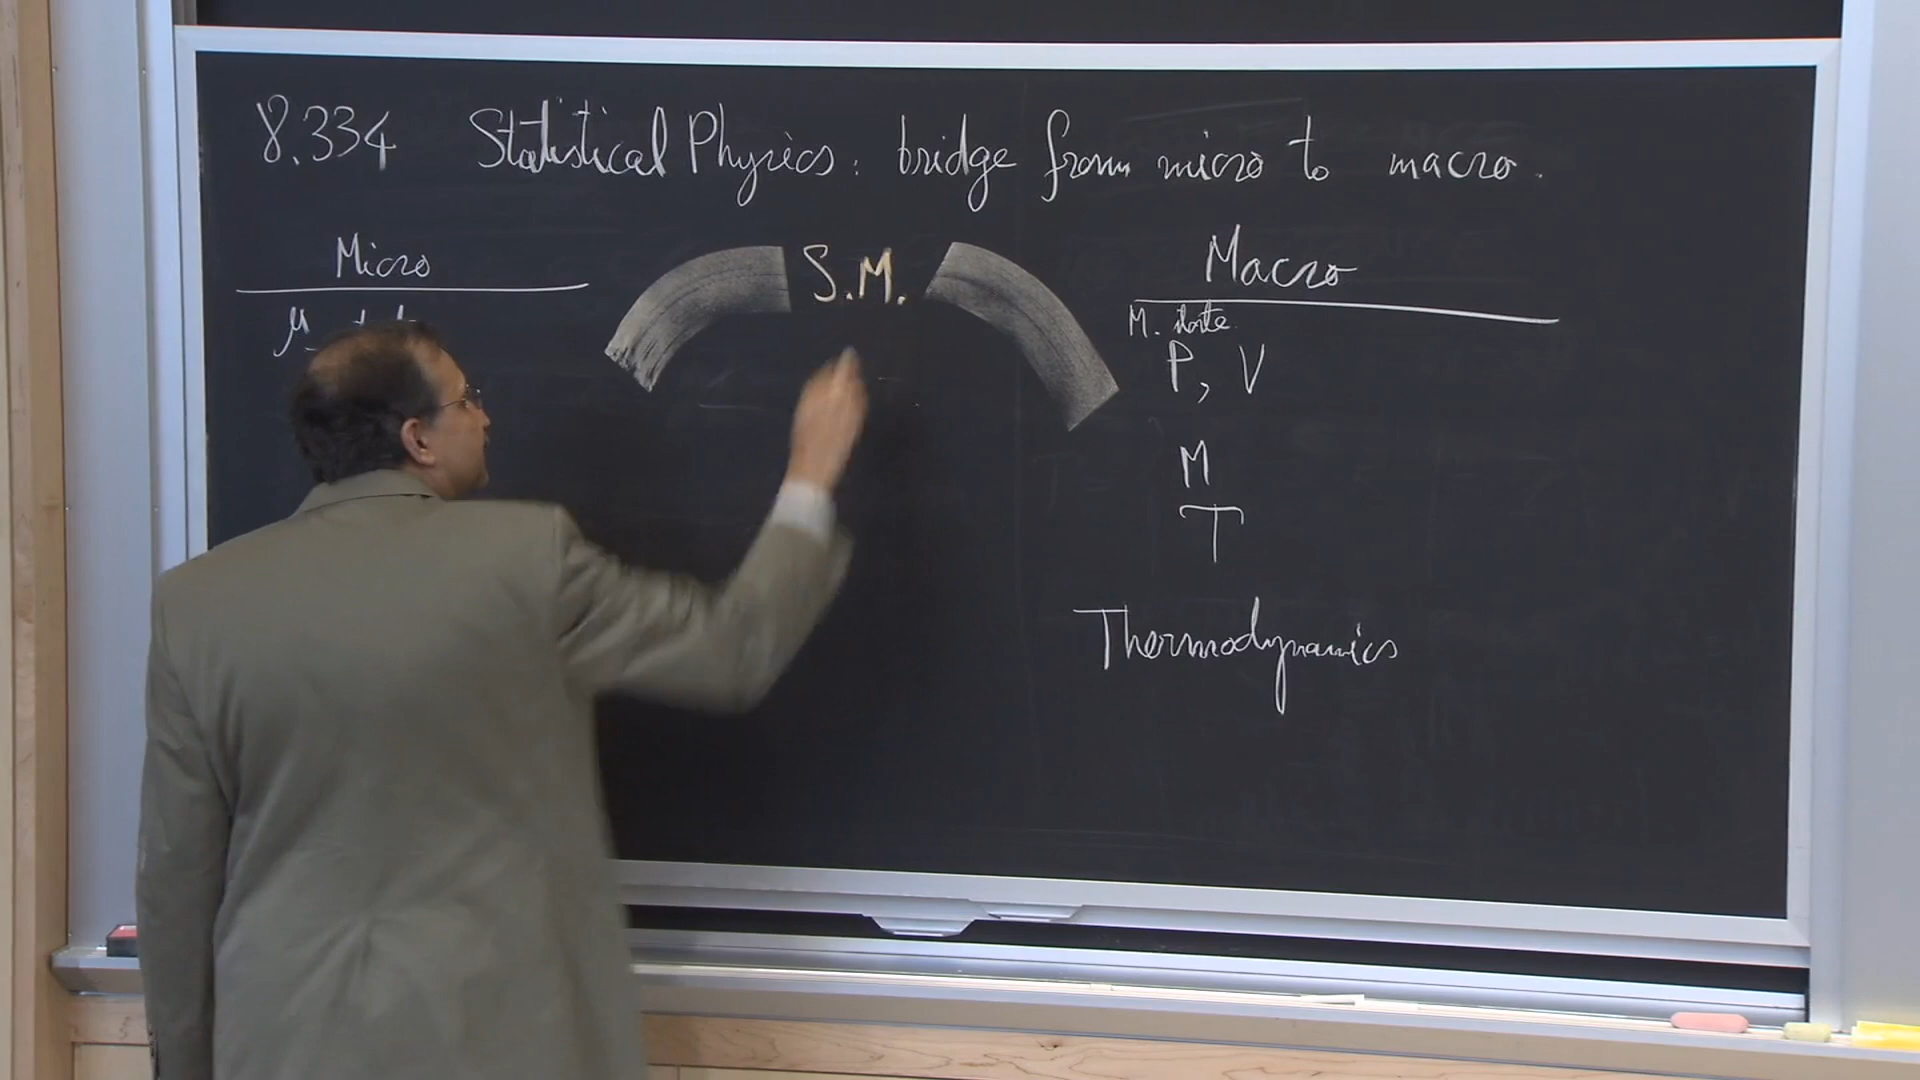 8.334 Statistical Physics: bridge from micro to macro.
Micro
S.M.
Macro
M. state
P, V
M
T
Thermodynamics